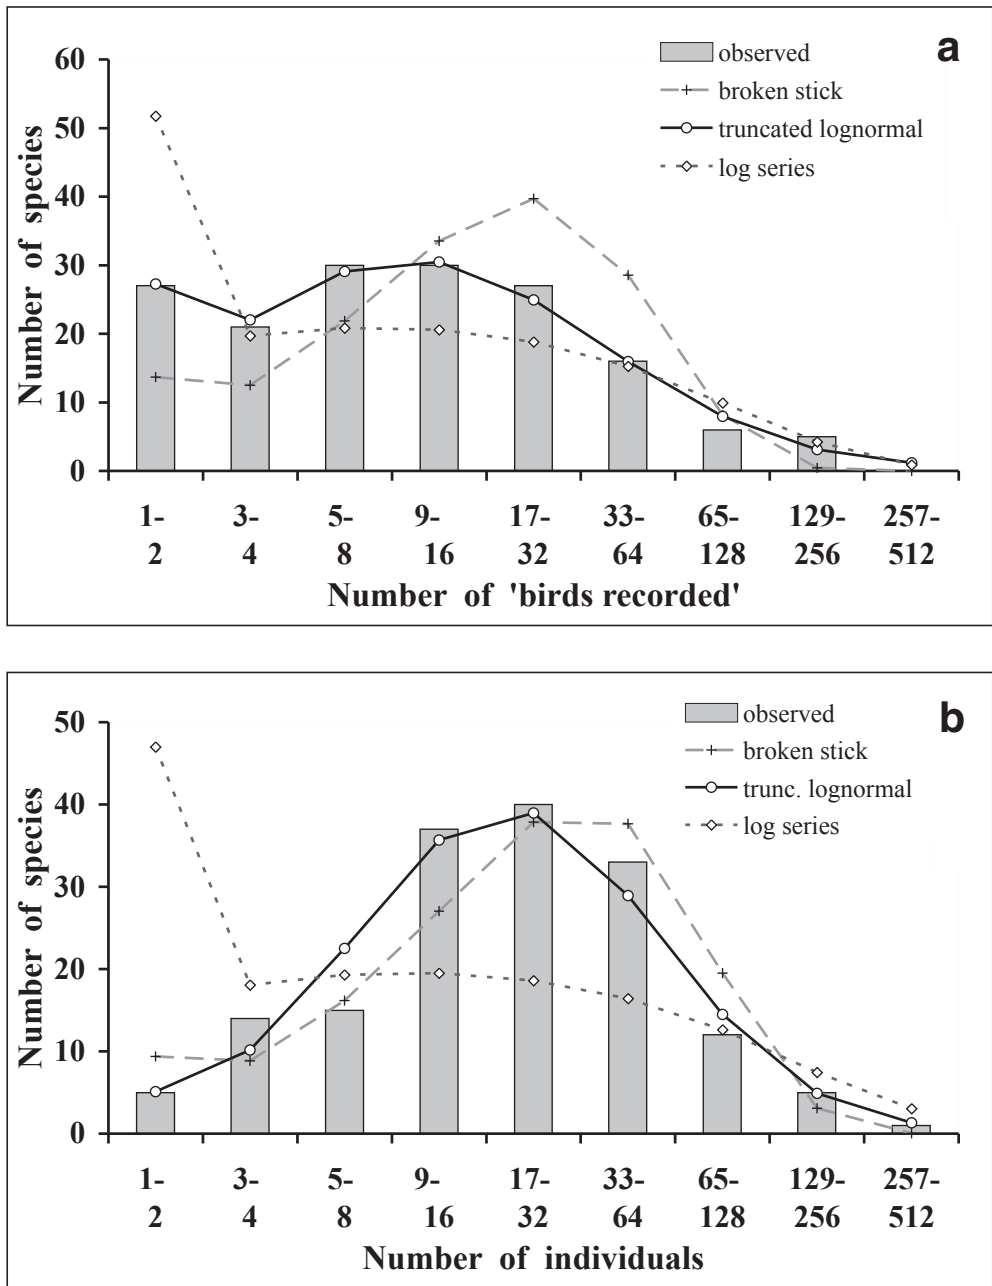 a
observed
broken stick
truncated lognormal
log series
Number of species
60
50
40
30
20
10
0
1- 3- 5- 9- 17- 33- 65- 129- 257-
2 4 8 16 32 64 128 256 512
Number of 'birds recorded'
b
observed
broken stick
trunc. lognormal
log series
Number of species
50
40
30
20
10
0
1- 3- 5- 9- 17- 33- 65- 129- 257-
2 4 8 16 32 64 128 256 512
Number of individuals